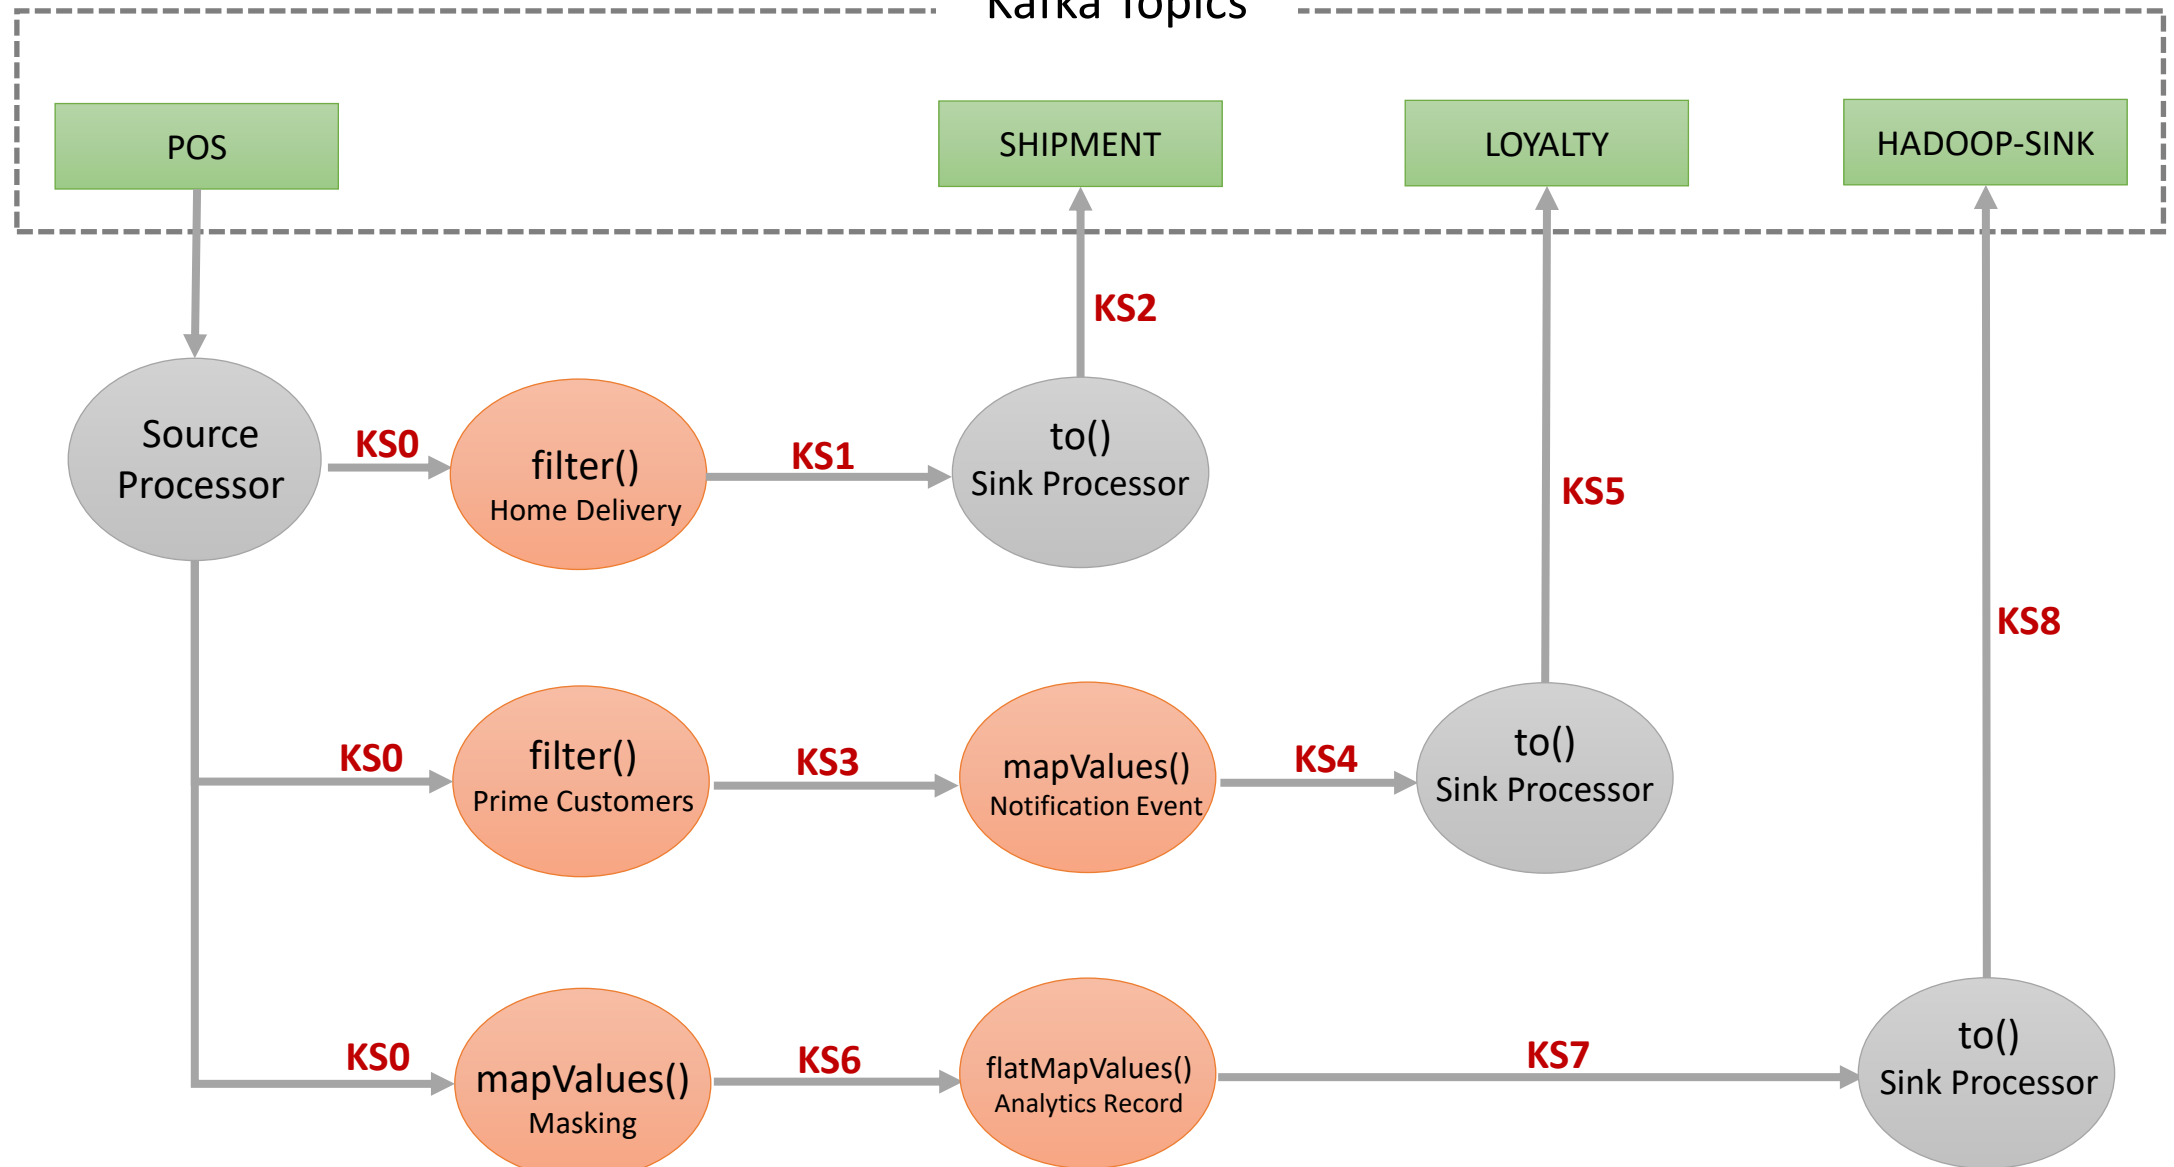 Kafka Topics
POS
SHIPMENT
LOYALTY
HADOOP-SINK
KS2
Source
Processor
KS0
filter()
Home Delivery
KS1
to()
Sink Processor
KS5
KS8
KS0
filter()
Prime Customers
KS3
mapValues()
Notification Event
KS4
to()
Sink Processor
KS0
mapValues()
Masking
KS6
flatMapValues()
Analytics Record
KS7
to()
Sink Processor